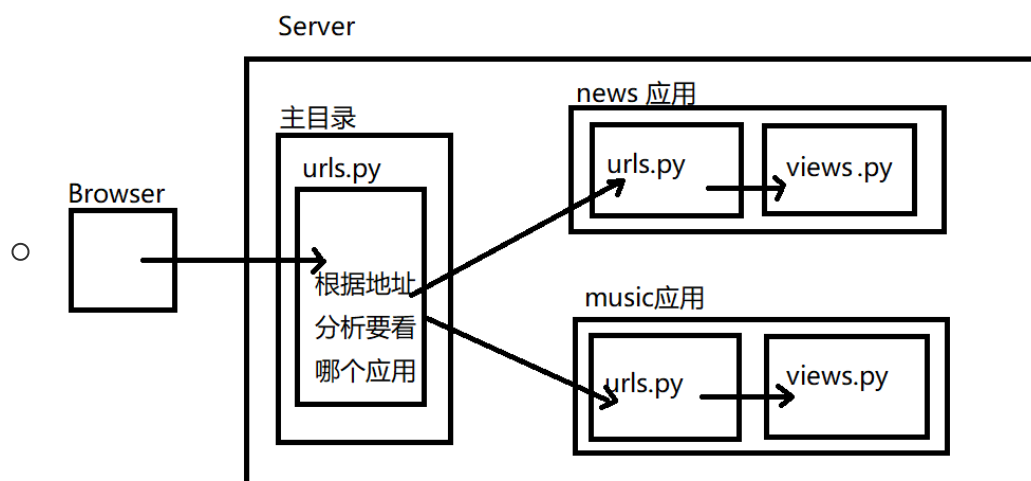 Server
主目录
urls.py
Browser
根据地址
分析要看
哪个应用
news 应用
urls.py
views .py
music应用
urls.py
views.py